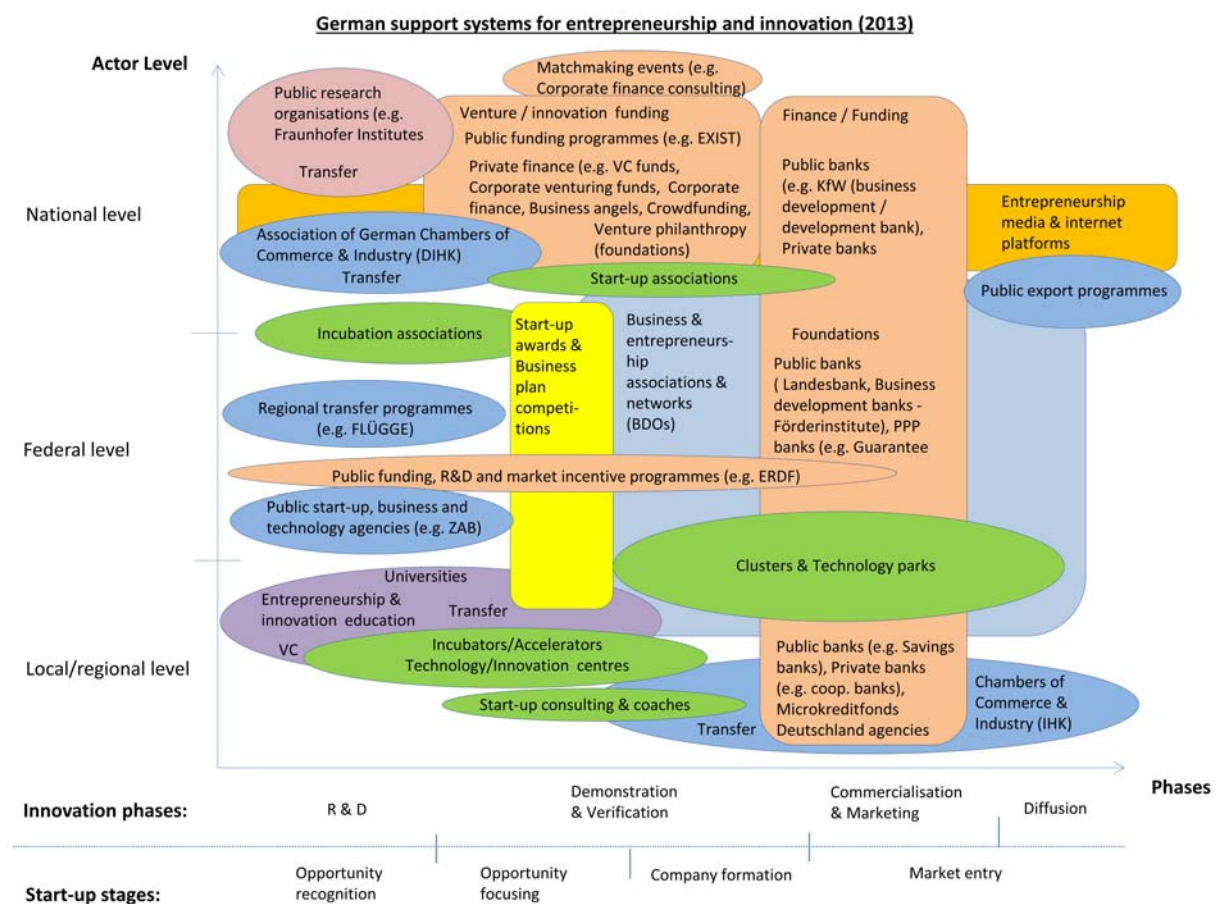 German support systems for entrepreneurship and innovation (2013)
Actor Level
Matchmaking events (e.g.
Corporate finance consulting)
Public research
organisations (e.g.
Fraunhofer Institutes
Transfer
Venture / innovation funding
Public funding programmes (e.g. EXIST)
Private finance (e.g. VC funds,
Corporate venturing funds, Corporate
finance, Business angels, Crowdfunding,
Venture philanthropy
(foundations)
Finance / Funding
Public banks
(e.g. KfW (business
development /
development bank),
Private banks
National level
Entrepreneurship
media & internet
platforms
Association of German Chambers of
Commerce & Industry (DIHK)
Transfer
Start-up associations
Public export programmes
Incubation associations
Start-up
awards &
Business
plan
competi-
tions
Business &
entrepreneurs-
hip
associations &
networks
(BDOs)
Foundations
Public banks
( Landesbank, Business
development banks -
Förderinstitute), PPP
banks (e.g. Guarantee
Regional transfer programmes
(e.g. FLÜGGE)
Federal level
Public funding, R&D and market incentive programmes (e.g. ERDF)
Public start-up, business and
technology agencies (e.g. ZAB)
Clusters & Technology parks
Universities
Entrepreneurship &
innovation education
Transfer
VC
Incubators/Accelerators
Technology/Innovation centres
Local/regional level
Public banks (e.g. Savings
banks), Private banks
(e.g. coop. banks),
Microkreditfonds
Deutschland agencies
Chambers of
Commerce &
Industry (IHK)
Start-up consulting & coaches
Transfer
Phases
Innovation phases:
R & D
Demonstration
& Verification
Commercialisation
& Marketing
Diffusion
Start-up stages:
Opportunity
recognition
Opportunity
focusing
Company formation
Market entry